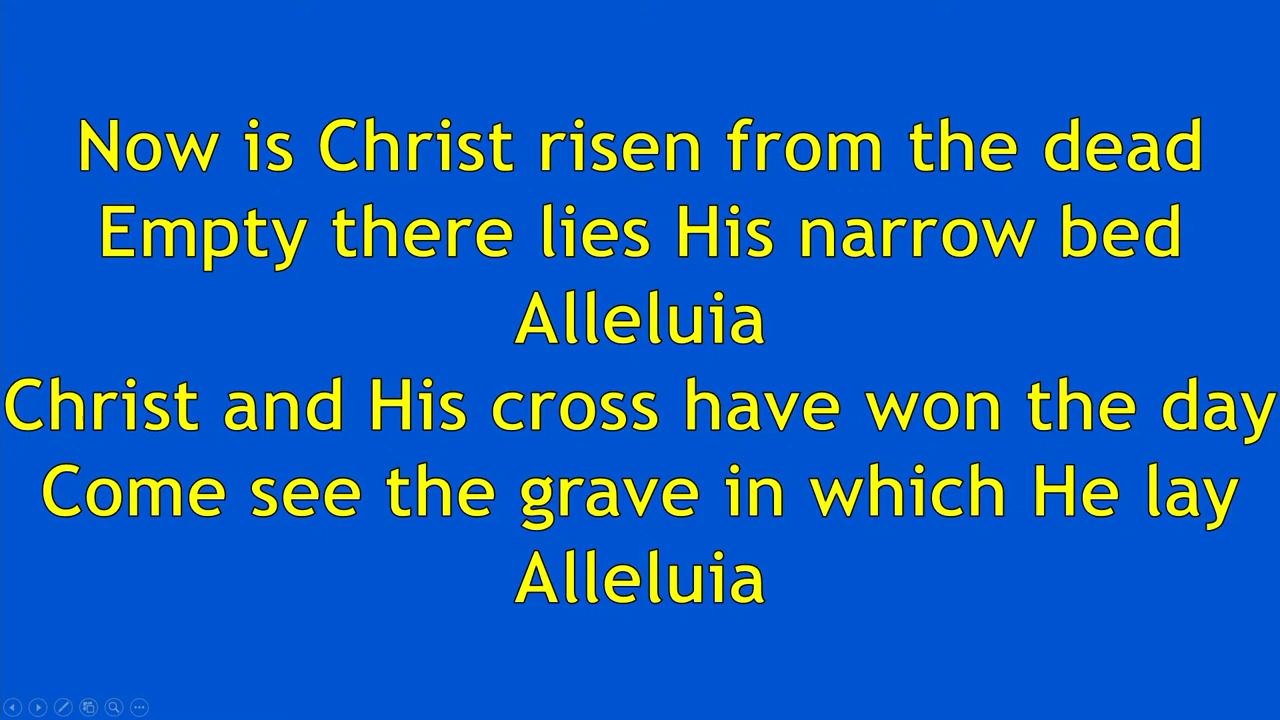 Now is Christ risen from the dead
Empty there lies His narrow bed
Alleluia
Christ and His cross have won the day
Come see the grave in which He lay
Alleluia